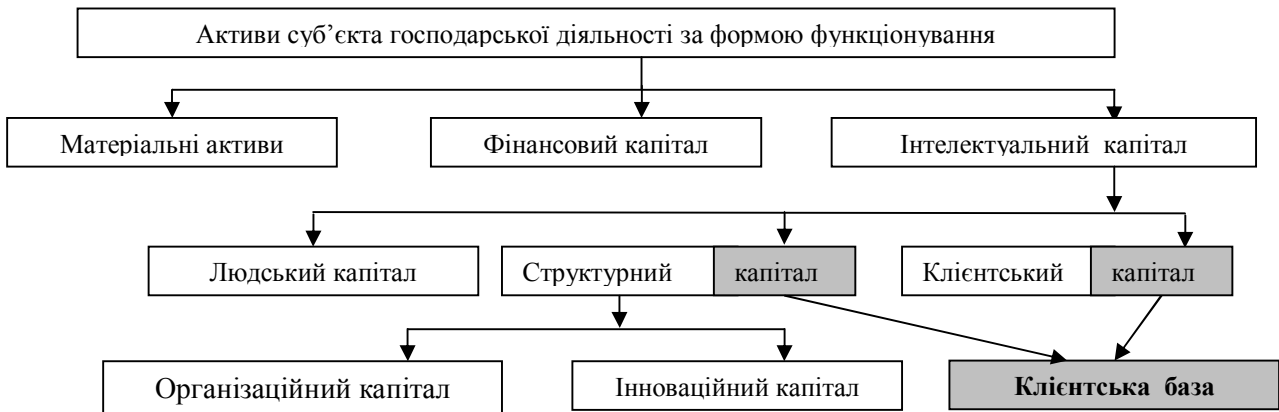 Активи суб’єкта господарської діяльності за формою функціонування
Матеріальні активи
Фінансовий капітал
Інтелектуальний капітал
Людський капітал
Структурний капітал
Клієнтський капітал
Організаційний капітал
Інноваційний капітал
Клієнтська база